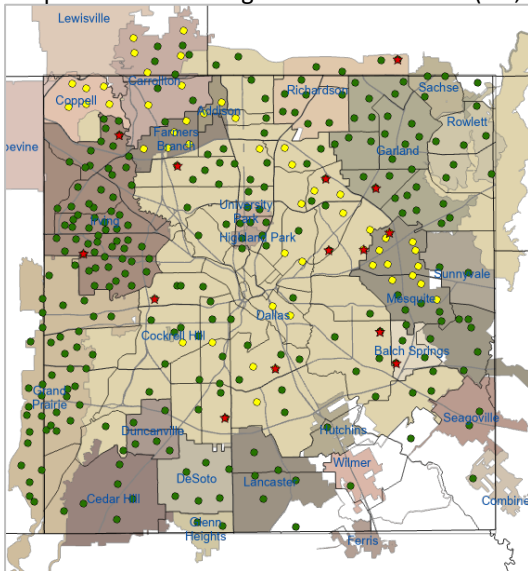 Lewisville
Carrollton
Coppell
Addison
Richardson
Sachse
Rowlett
Farmers
Branch
Garland
University
Park
Irving
Highland Park
Sunnyvale
Mesquite
Dallas
Cockrell Hill
Balch Springs
Grand
Prairie
Seagoville
Duncanville
Hutchins
Wilmer
DeSoto
Lancaster
Cedar Hill
Combine
Glenn
Heights
Ferris